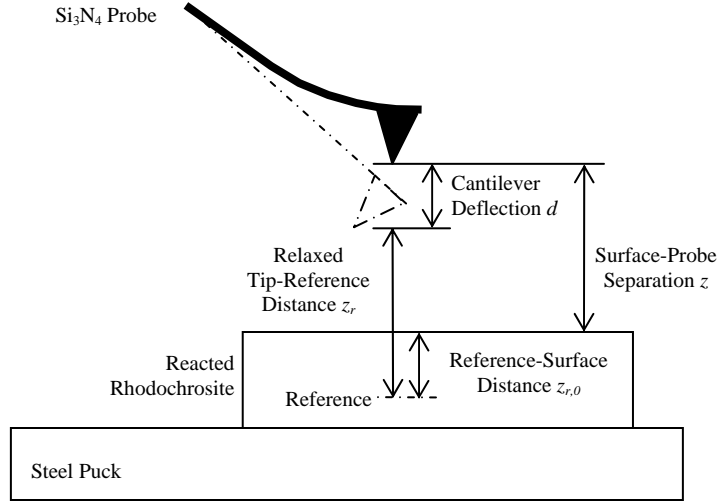 Si₃N₄ Probe
Cantilever
Deflection d
Relaxed
Tip-Reference
Distance zᵣ
Surface-Probe
Separation z
Reacted
Rhodochrosite
Reference-Surface
Distance zᵣ,₀
Reference
Steel Puck